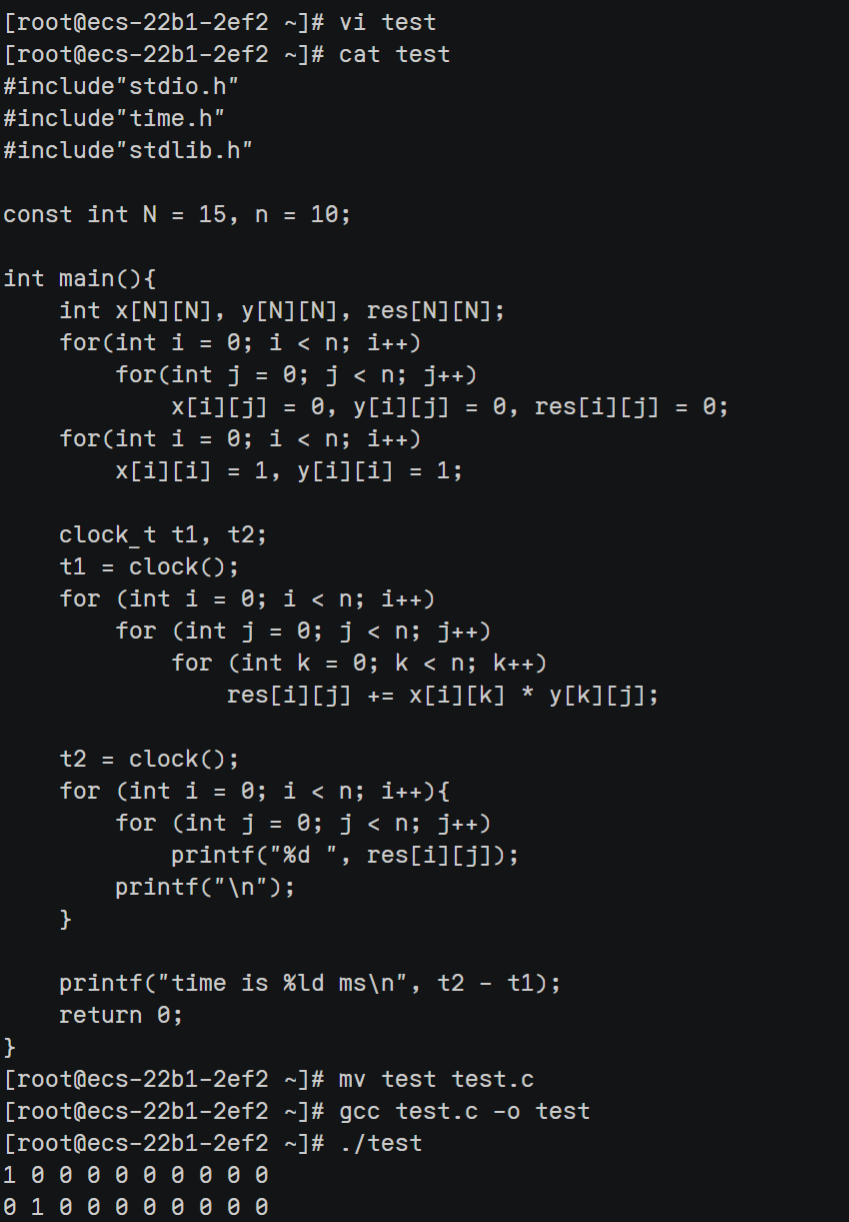 [root@ecs-22b1-2ef2 ~]# vi test
[root@ecs-22b1-2ef2 ~]# cat test
#include"stdio.h"
#include"time.h"
#include"stdlib.h"

const int N = 15, n = 10;

int main(){
    int x[N][N], y[N][N], res[N][N];
    for(int i = 0; i < n; i++)
        for(int j = 0; j < n; j++)
            x[i][j] = 0, y[i][j] = 0, res[i][j] = 0;
    for(int i = 0; i < n; i++)
        x[i][i] = 1, y[i][i] = 1;

    clock_t t1, t2;
    t1 = clock();
    for (int i = 0; i < n; i++)
        for (int j = 0; j < n; j++)
            for (int k = 0; k < n; k++)
                res[i][j] += x[i][k] * y[k][j];

    t2 = clock();
    for (int i = 0; i < n; i++){
        for (int j = 0; j < n; j++)
            printf("%d ", res[i][j]);
        printf("\n");
    }

    printf("time is %ld ms\n", t2 - t1);
    return 0;
}
[root@ecs-22b1-2ef2 ~]# mv test test.c
[root@ecs-22b1-2ef2 ~]# gcc test.c -o test
[root@ecs-22b1-2ef2 ~]# ./test
1 0 0 0 0 0 0 0 0 0
0 1 0 0 0 0 0 0 0 0